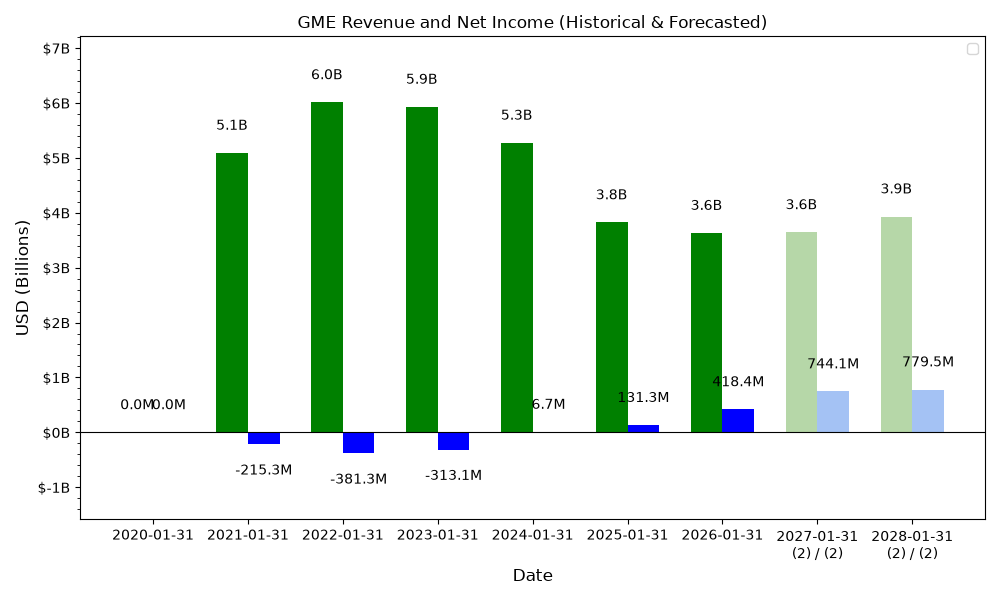 GME Revenue and Net Income (Historical & Forecasted)
$7B
$6B
$5B
$4B
$3B
$2B
$1B
$0B
$-1B
USD (Billions)
0.0M
0.0M
5.1B
-215.3M
6.0B
-381.3M
5.9B
-313.1M
5.3B
6.7M
3.8B
131.3M
3.6B
418.4M
3.6B
744.1M
3.9B
779.5M
2020-01-31
2021-01-31
2022-01-31
2023-01-31
2024-01-31
2025-01-31
2026-01-31
2027-01-31
(2) / (2)
2028-01-31
(2) / (2)
Date